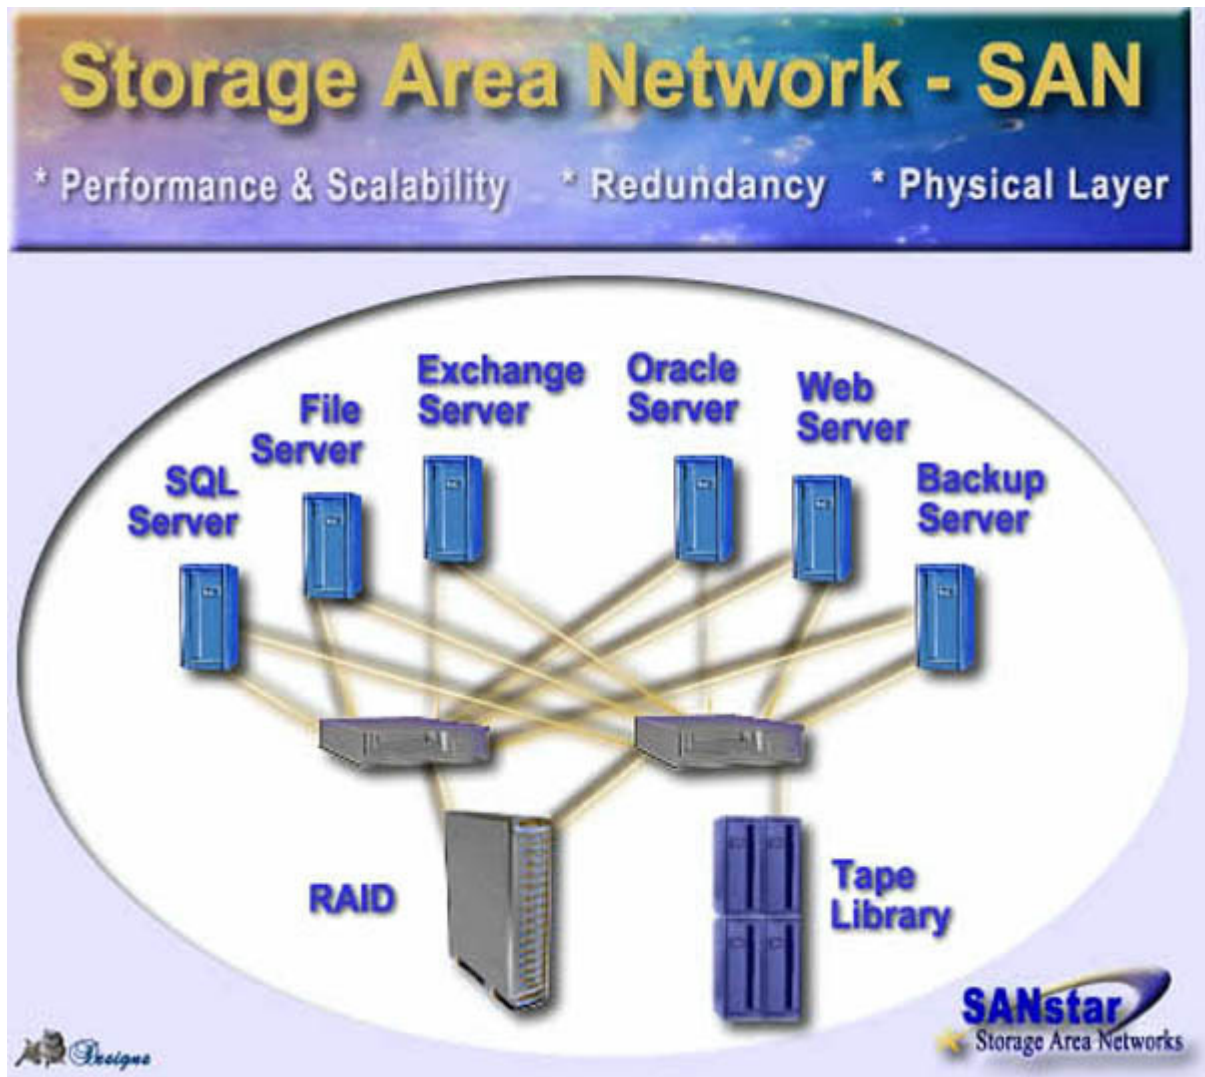 Storage Area Network - SAN
* Performance & Scalability * Redundancy * Physical Layer
Exchange
Server
Oracle
Server
File
Server
Web
Server
SQL
Server
Backup
Server
RAID
Tape
Library
SANstar
Storage Area Networks
Designs